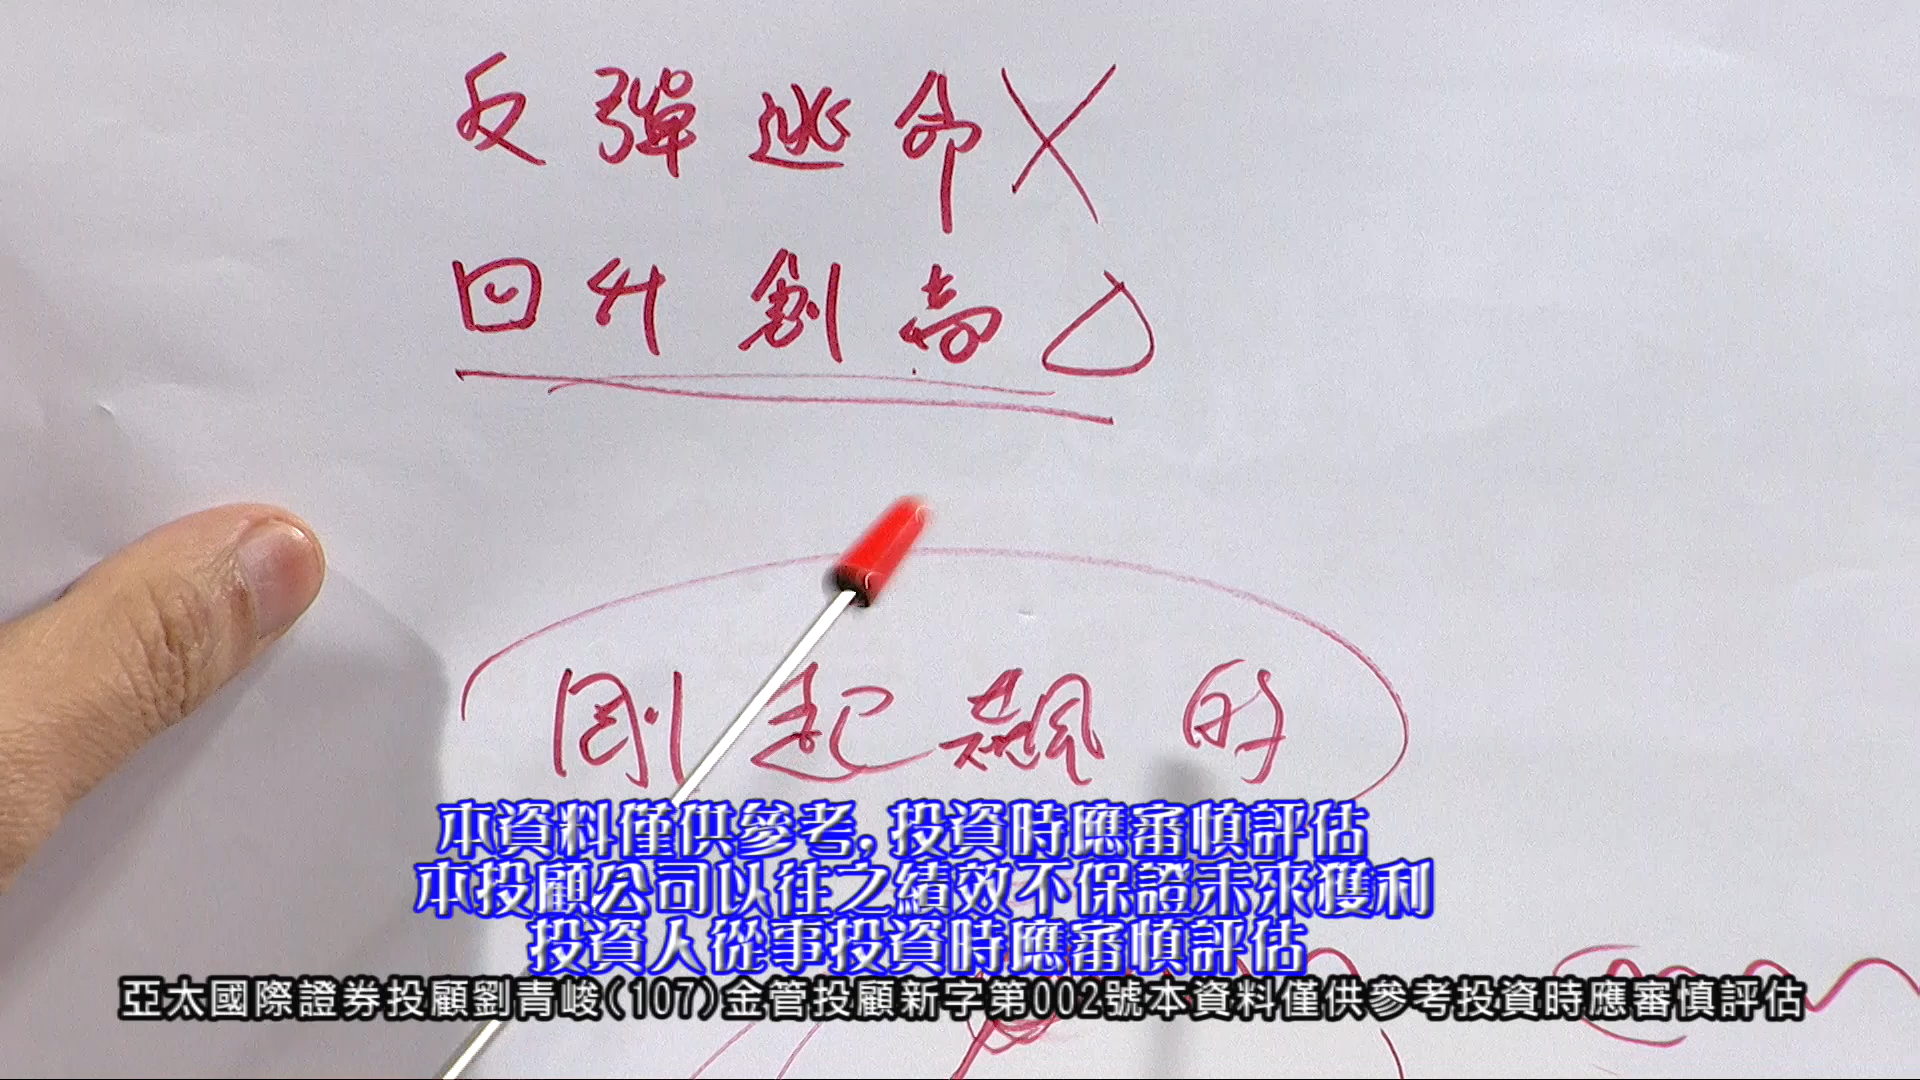 反彈逃命X
回升創高△
剛起飆的
本資料僅供參考,投資時應審慎評估
本投顧公司以往之績效不保證未來獲利
投資人從事投資時應審慎評估
亞太國際證券投顧劉青峻(107)金管投顧新字第002號本資料僅供參考投資時應審慎評估